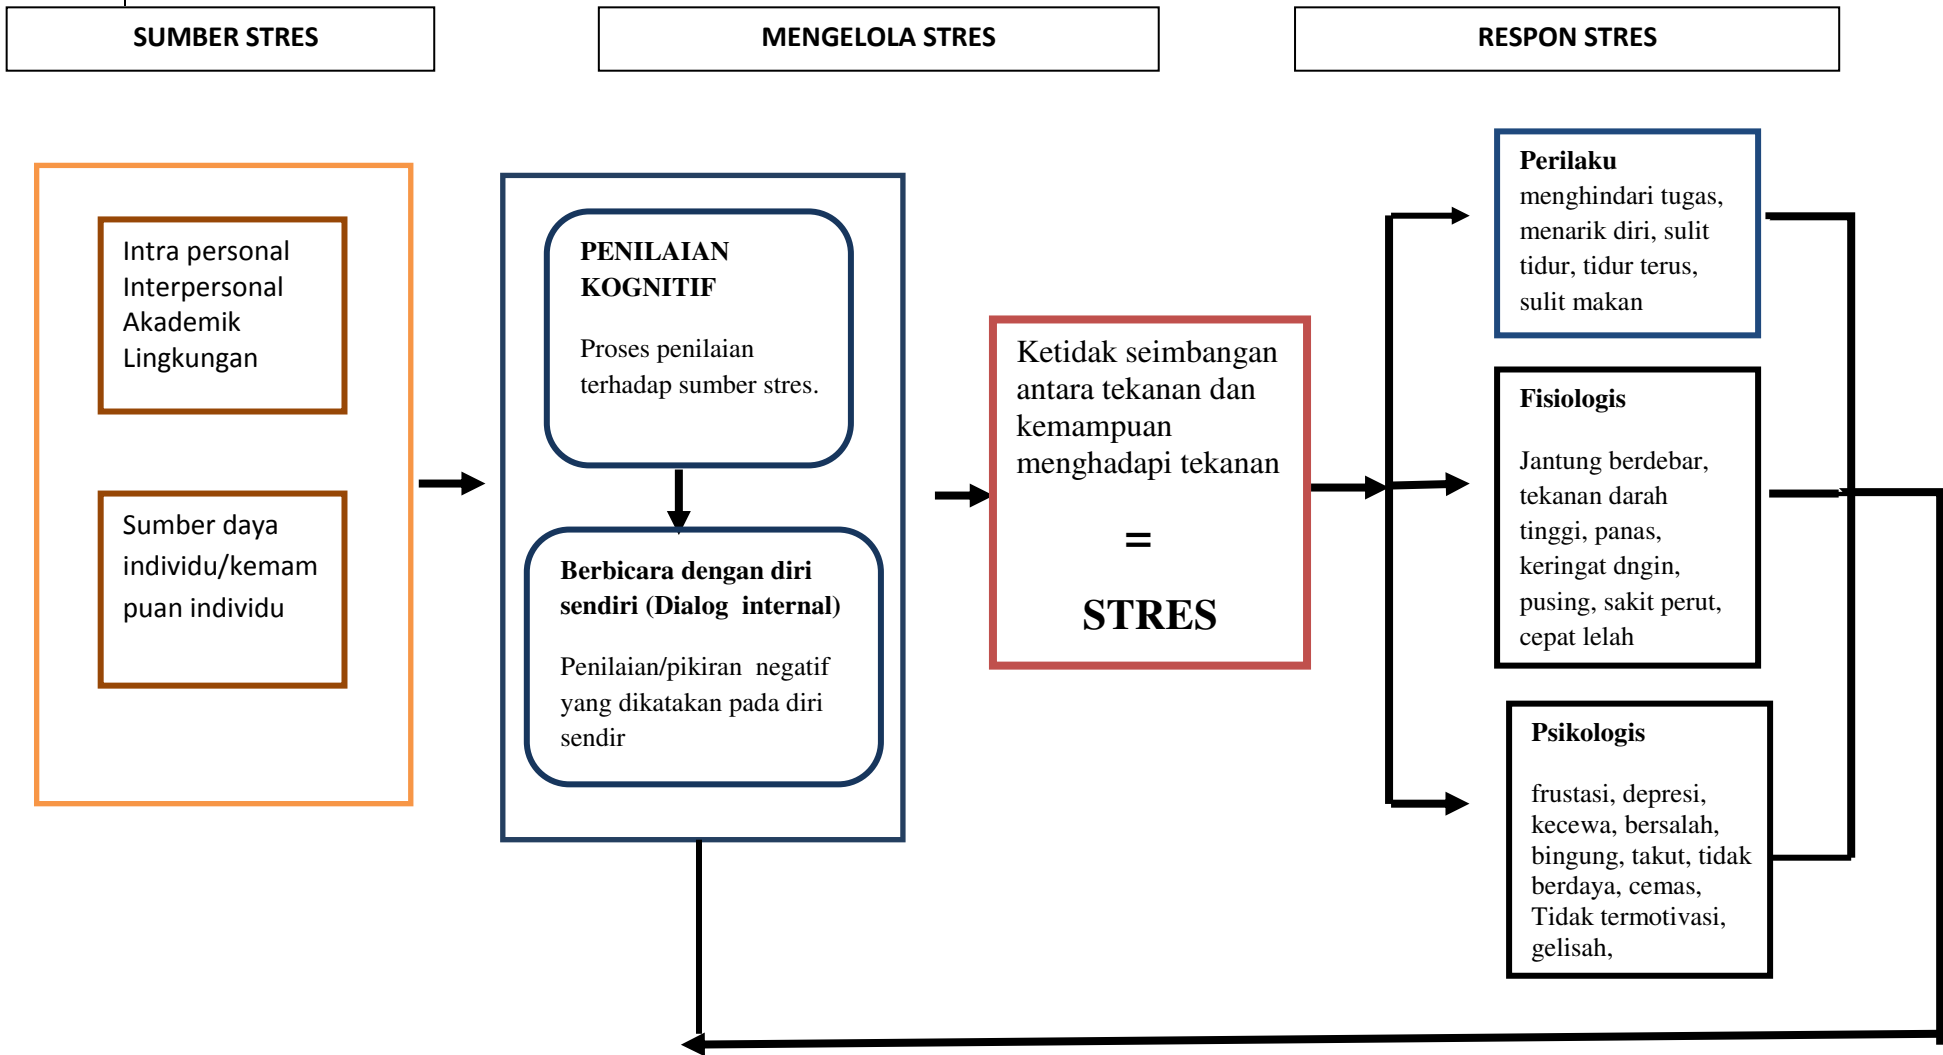 SUMBER STRES
MENGELOLA STRES
RESPON STRES
Intra personal
Interpersonal
Akademik
Lingkungan
Sumber daya
individu/kemam
puan individu
PENILAIAN
KOGNITIF
Proses penilaian
terhadap sumber stres.
Berbicara dengan diri
sendiri (Dialog internal)
Penilaian/pikiran negatif
yang dikatakan pada diri
sendir
Ketidak seimbangan
antara tekanan dan
kemampuan
menghadapi tekanan
=
STRES
Perilaku
menghindari tugas,
menarik diri, sulit
tidur, tidur terus,
sulit makan
Fisiologis
Jantung berdebar,
tekanan darah
tinggi, panas,
keringat dngin,
pusing, sakit perut,
cepat lelah
Psikologis
frustasi, depresi,
kecewa, bersalah,
bingung, takut, tidak
berdaya, cemas,
Tidak termotivasi,
gelisah,